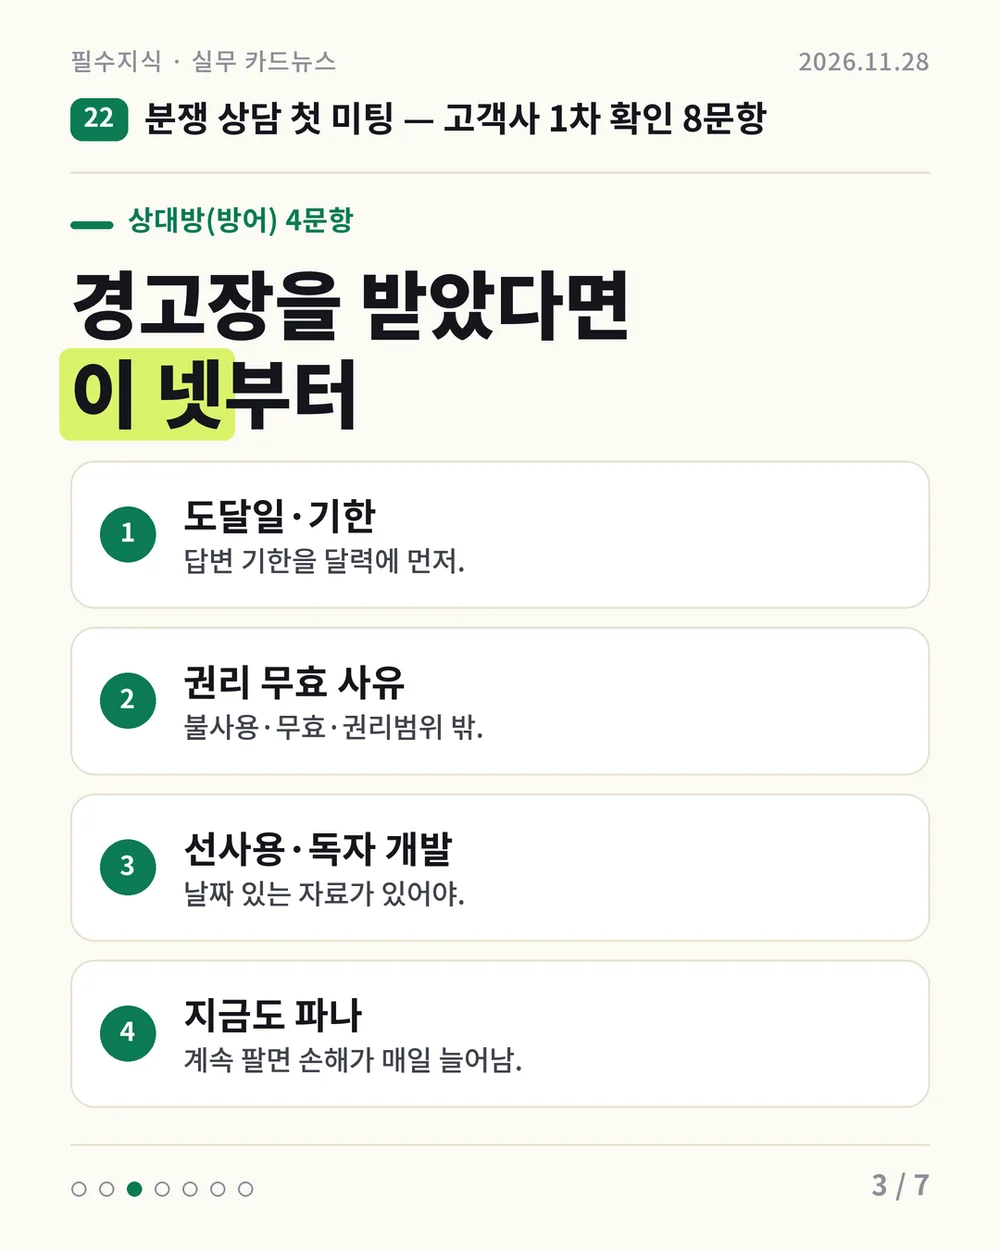 필수지식 · 실무 카드뉴스
2026.11.28
22 분쟁 상담 첫 미팅 — 고객사 1차 확인 8문항
상대방(방어) 4문항
경고장을 받았다면
이 넷부터
1
도달일·기한
답변 기한을 달력에 먼저.
2
권리 무효 사유
불사용·무효·권리범위 밖.
3
선사용·독자 개발
날짜 있는 자료가 있어야.
4
지금도 파나
계속 팔면 손해가 매일 늘어남.
3 / 7